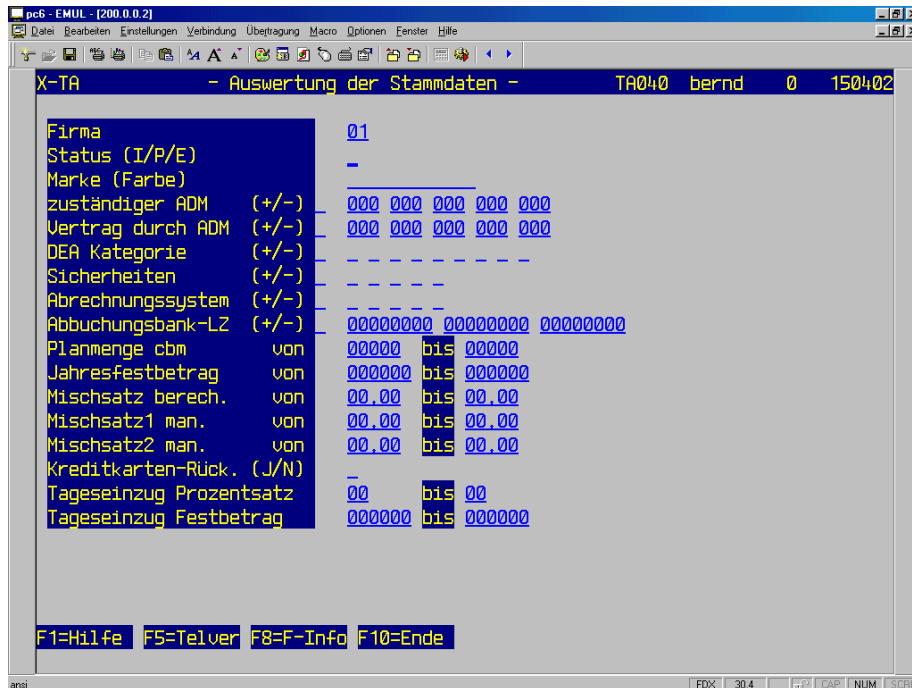 pc6 - EMUL - [200.0.0.2]
Datei Bearbeiten Einstellungen Verbindung Übertragung Macro Optionen Fenster Hilfe
X-TA - Auswertung der Stammdaten - TA040 bernd 0 150402
Firma 01
Status (I/P/E) _
Marke (Farbe)
zuständiger ADM (+/-) _ 000 000 000 000 000
Vertrag durch ADM (+/-) _ 000 000 000 000 000
DEA Kategorie (+/-) _ _ _ _ _ _ _ _ _ _
Sicherheiten (+/-) _ _ _ _ _ _
Abrechnungssystem (+/-) _ _ _ _ _ _
Abbuchungsbank-LZ (+/-) _ 00000000 00000000 00000000
Planmenge cbm von 00000 bis 00000
Jahresfestbetrag von 000000 bis 000000
Mischsatz berech. von 00,00 bis 00,00
Mischsatz1 man. von 00,00 bis 00,00
Mischsatz2 man. von 00,00 bis 00,00
Kreditkarten-Rück. (J/N) _
Tageseinzug Prozentsatz 00 bis 00
Tageseinzug Festbetrag 000000 bis 000000
F1=Hilfe F5=Telver F8=F-Info F10=Ende
ansi FDX 30.4 CAP NUM SCR